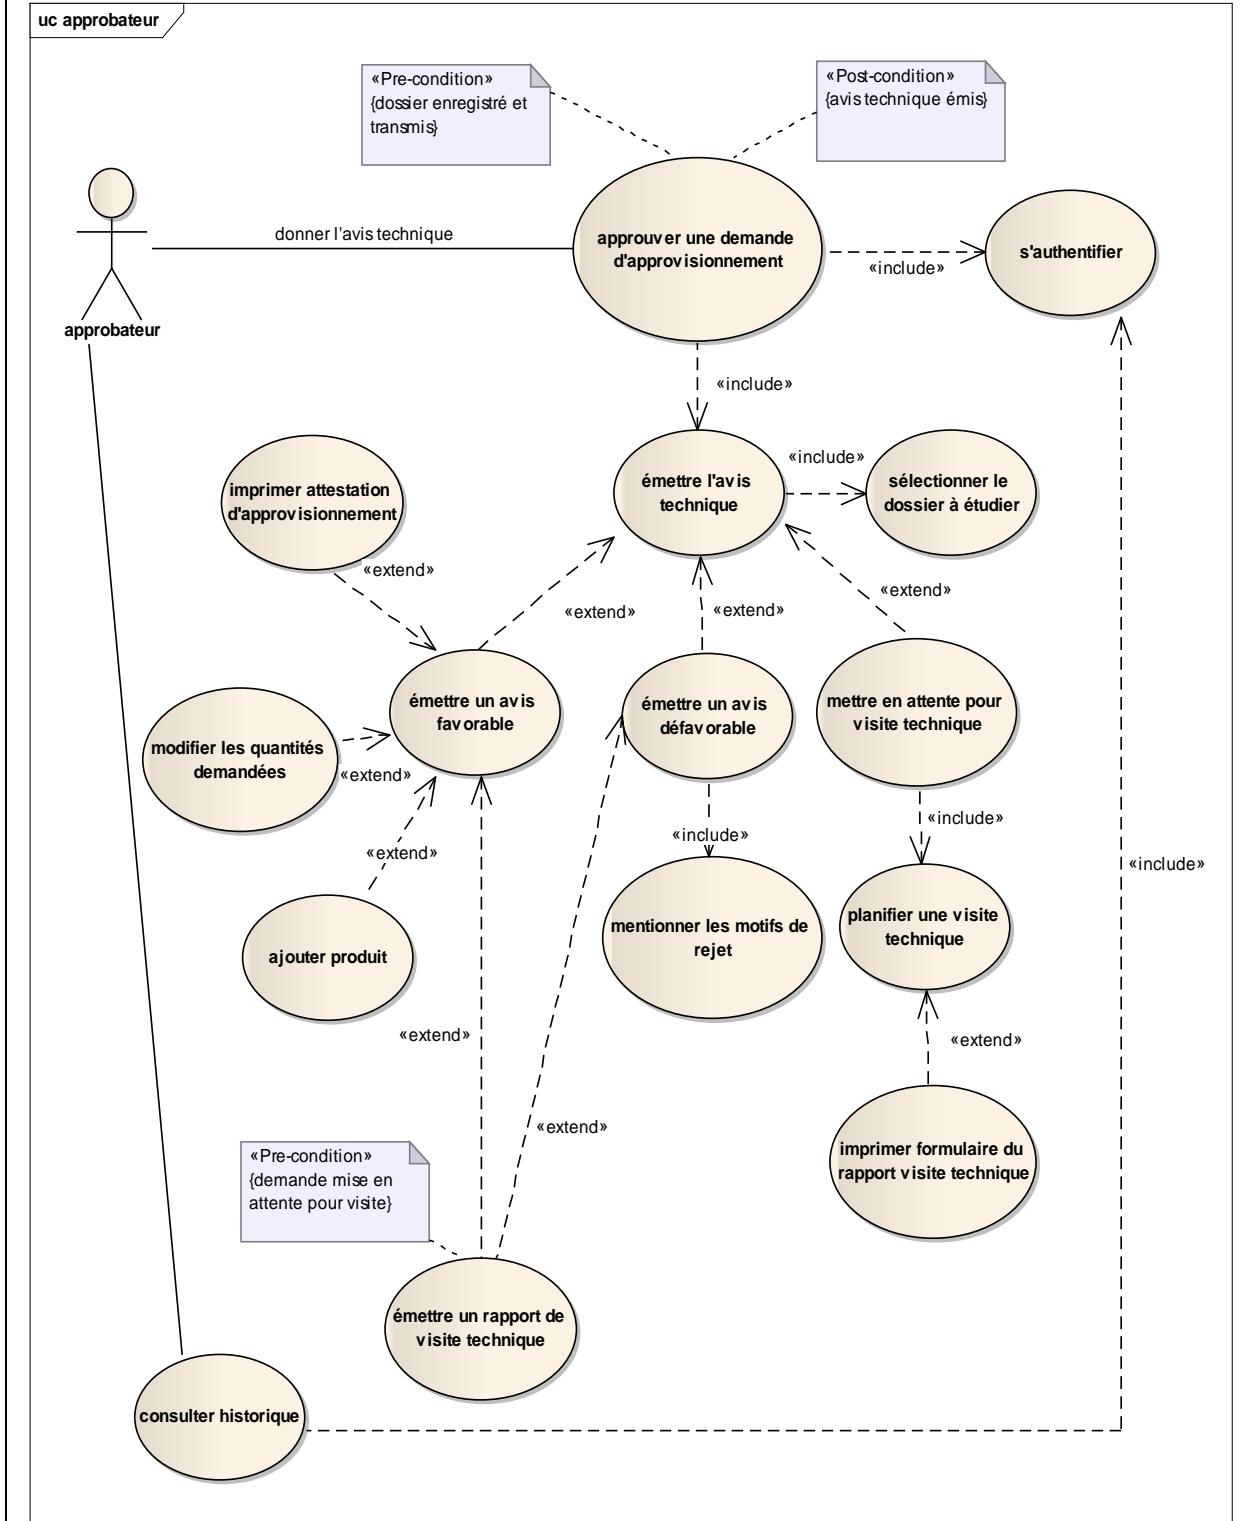 uc approbateur
«Pre-condition»
{dossier enregistré et
transmis}
«Post-condition»
{avis technique émis}
donner l'avis technique
approuver une demande
d'approvisionnement
s'authentifier
«include»
approbateur
«include»
imprimer attestation
d'approvisionnement
émettre l'avis
technique
«include»
sélectionner le
dossier à étudier
«extend»
«extend»
«extend»
«extend»
émettre un avis
favorable
émettre un avis
défavorable
mettre en attente pour
visite technique
modifier les quantités
demandées
«extend»
«extend»
«include»
«include»
«include»
ajouter produit
mentionner les motifs de
rejet
planifier une visite
technique
«extend»
«extend»
«extend»
«Pre-condition»
{demande mise en
attente pour visite}
imprimer formulaire du
rapport visite technique
émettre un rapport de
visite technique
consulter historique